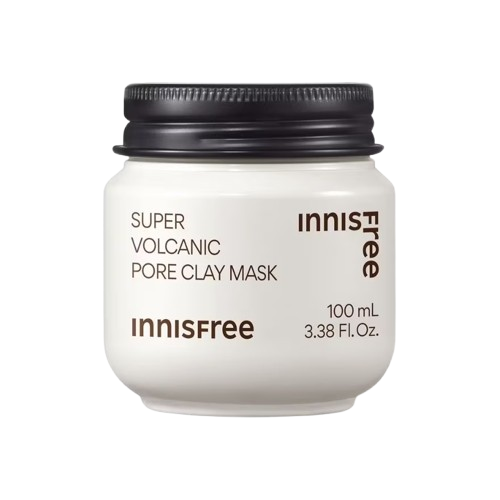 SUPER
VOLCANIC
PORE CLAY MASK
INNISFree
INNISFree
100 mL
3.38 Fl. Oz.